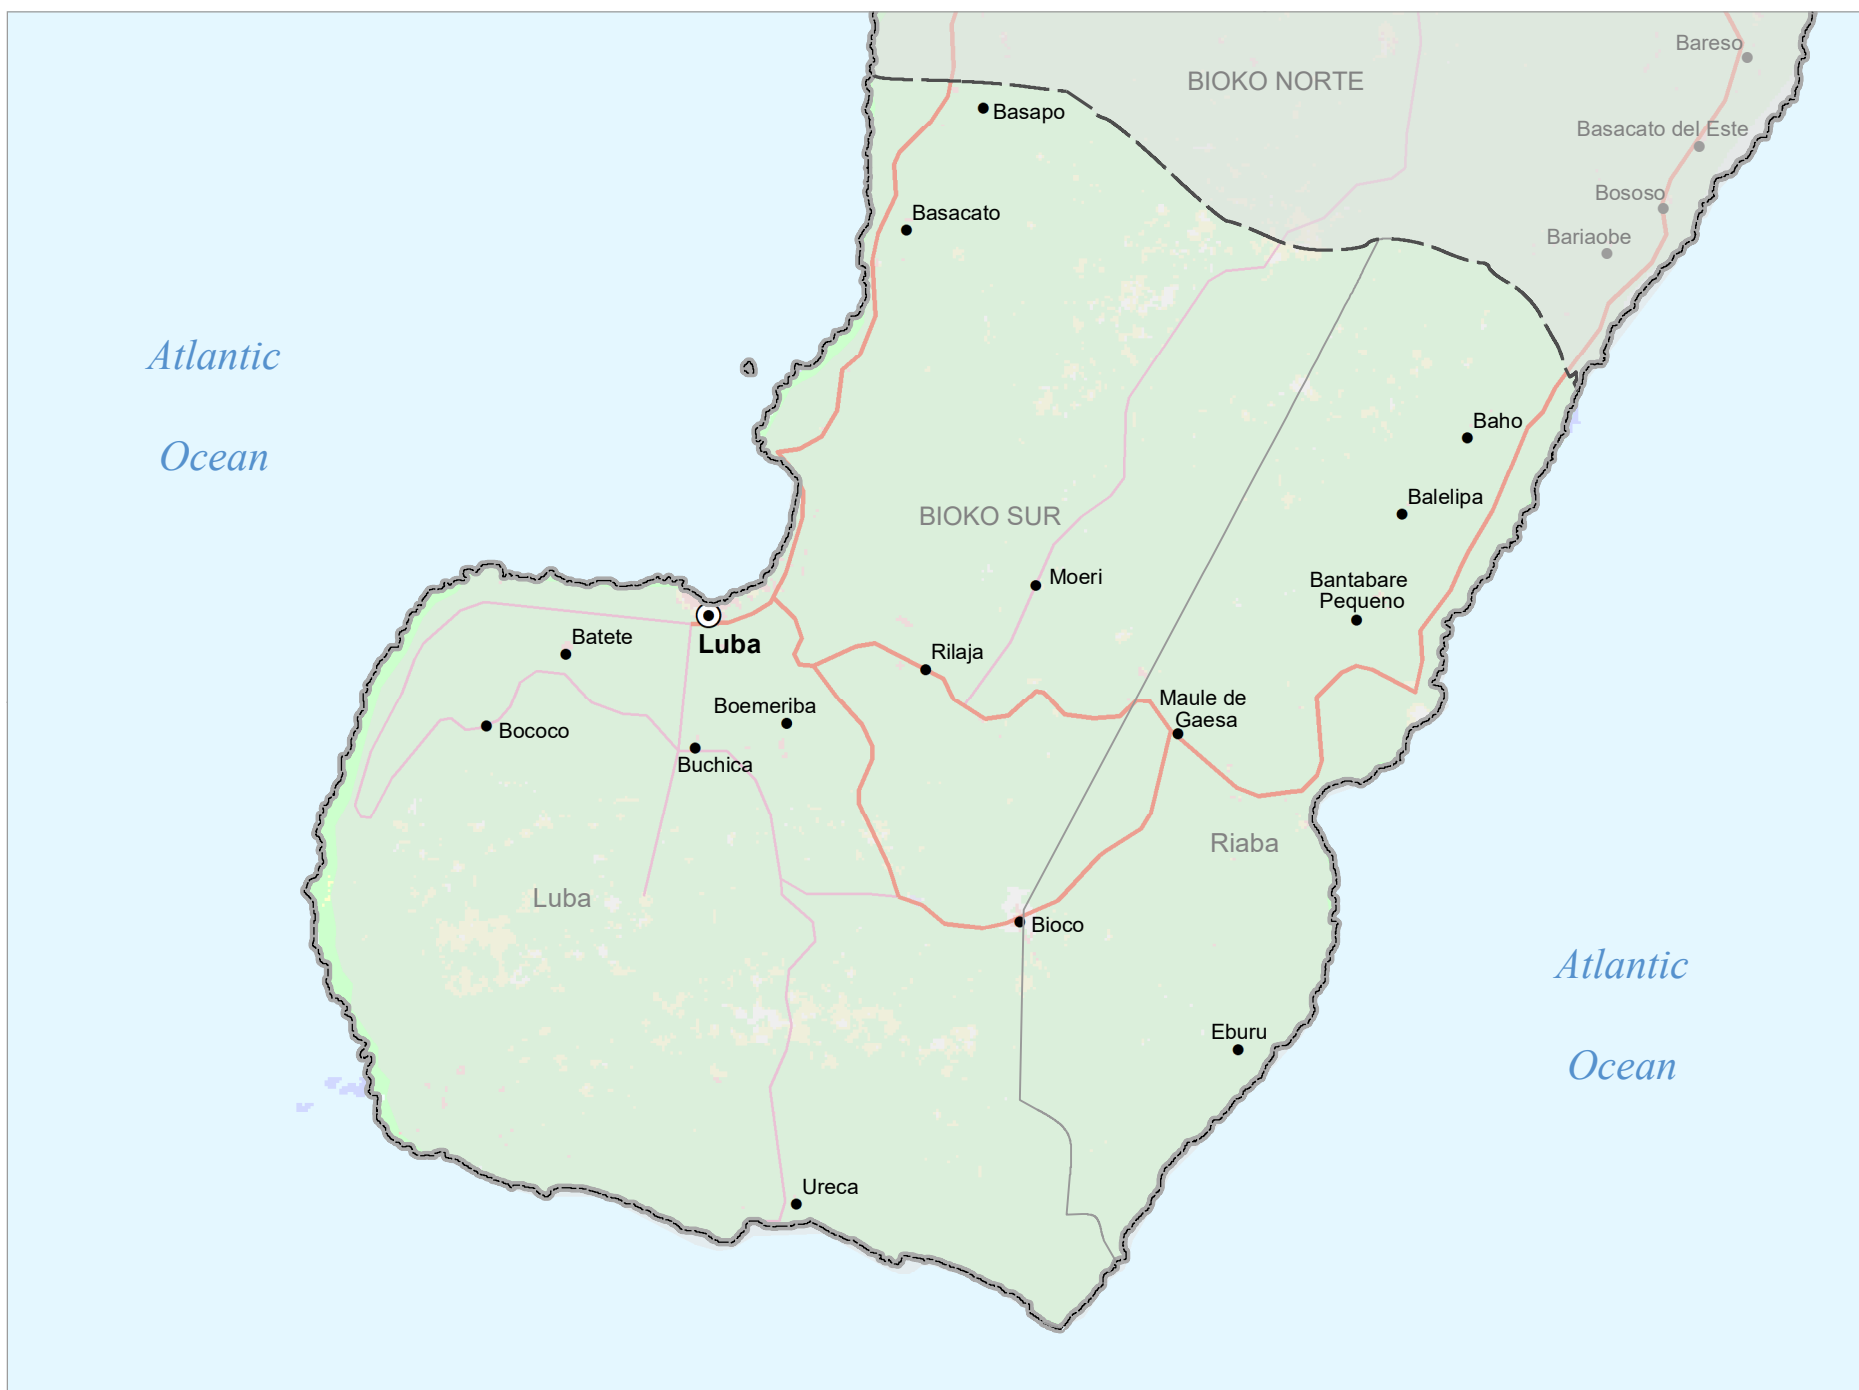 Bareso
BIOKO NORTE
Basapo
Basacato del Este
Bososo
Basacato
Bariaobe
Atlantic
Ocean
Baho
Balelipa
BIOKO SUR
Moeri
Bantabare
Pequeno
Luba
Batete
Rilaja
Maule de
Gaesa
Boemeriba
Bococo
Buchica
Riaba
Luba
Bioco
Atlantic
Ocean
Eburu
Ureca